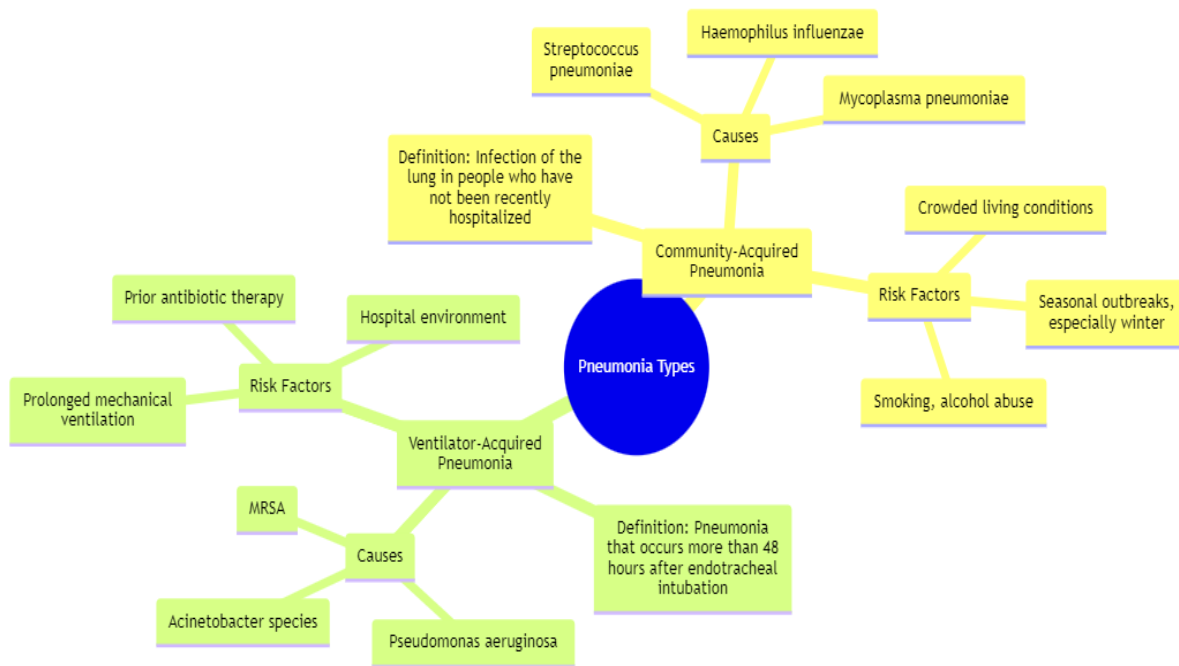 Pneumonia Types
Community-Acquired
Pneumonia
Definition: Infection of the
lung in people who have
not been recently
hospitalized
Causes
Streptococcus
pneumoniae
Haemophilus influenzae
Mycoplasma pneumoniae
Risk Factors
Crowded living conditions
Seasonal outbreaks,
especially winter
Smoking, alcohol abuse
Ventilator-Acquired
Pneumonia
Definition: Pneumonia
that occurs more than 48
hours after endotracheal
intubation
Causes
MRSA
Acinetobacter species
Pseudomonas aeruginosa
Risk Factors
Prior antibiotic therapy
Hospital environment
Prolonged mechanical
ventilation